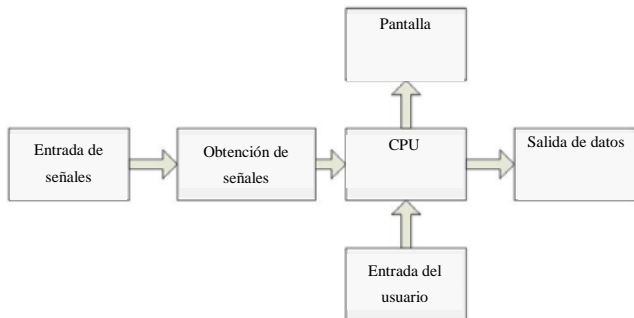 Pantalla
Entrada de
señales
Obtención de
señales
CPU
Salida de datos
Entrada del
usuario